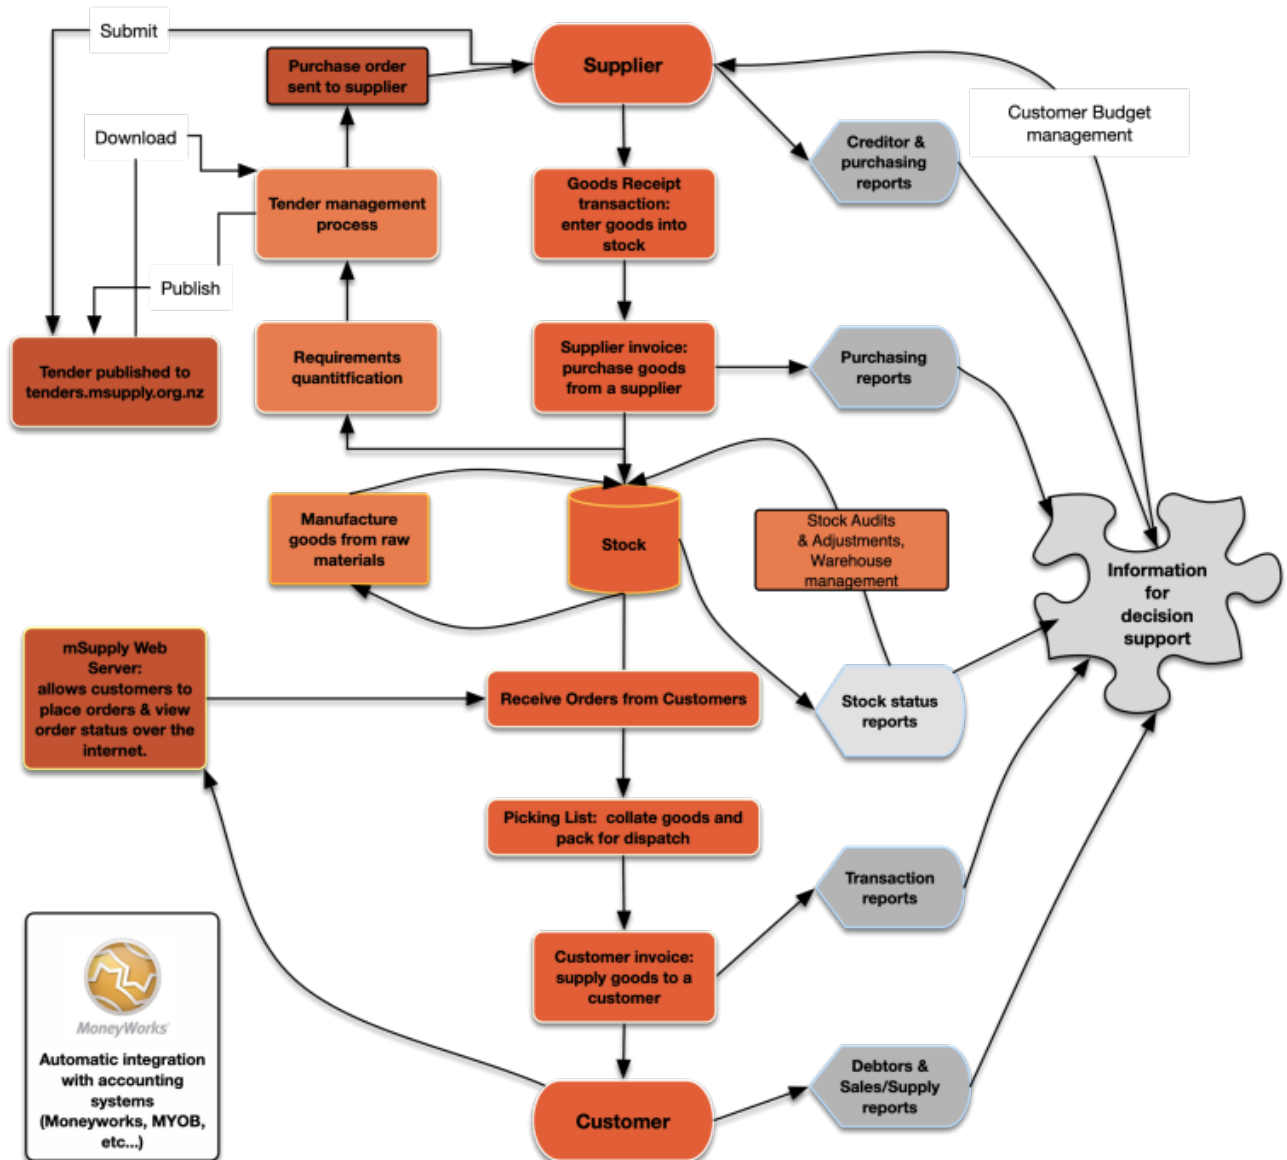 Submit
Supplier
Purchase order
sent to supplier
Customer Budget
management
Download
Creditor &
purchasing
reports
Tender management
process
Goods Receipt
transaction:
enter goods into
stock
Publish
Tender published to
tenders.msupply.org.nz
Requirements
quantitfication
Supplier invoice:
purchase goods
from a supplier
Purchasing
reports
Manufacture
goods from raw
materials
Stock
Stock Audits
& Adjustments,
Warehouse
management
Information
for
decision
support
mSupply Web
Server:
allows customers to
place orders & view
order status over the
internet.
Receive Orders from Customers
Stock status
reports
Picking List:  collate goods and
pack for dispatch
Transaction
reports
Customer invoice:
supply goods to a
customer
MoneyWorks
Automatic integration
with accounting
systems
(Moneyworks, MYOB,
etc...)
Customer
Debtors &
Sales/Supply
reports